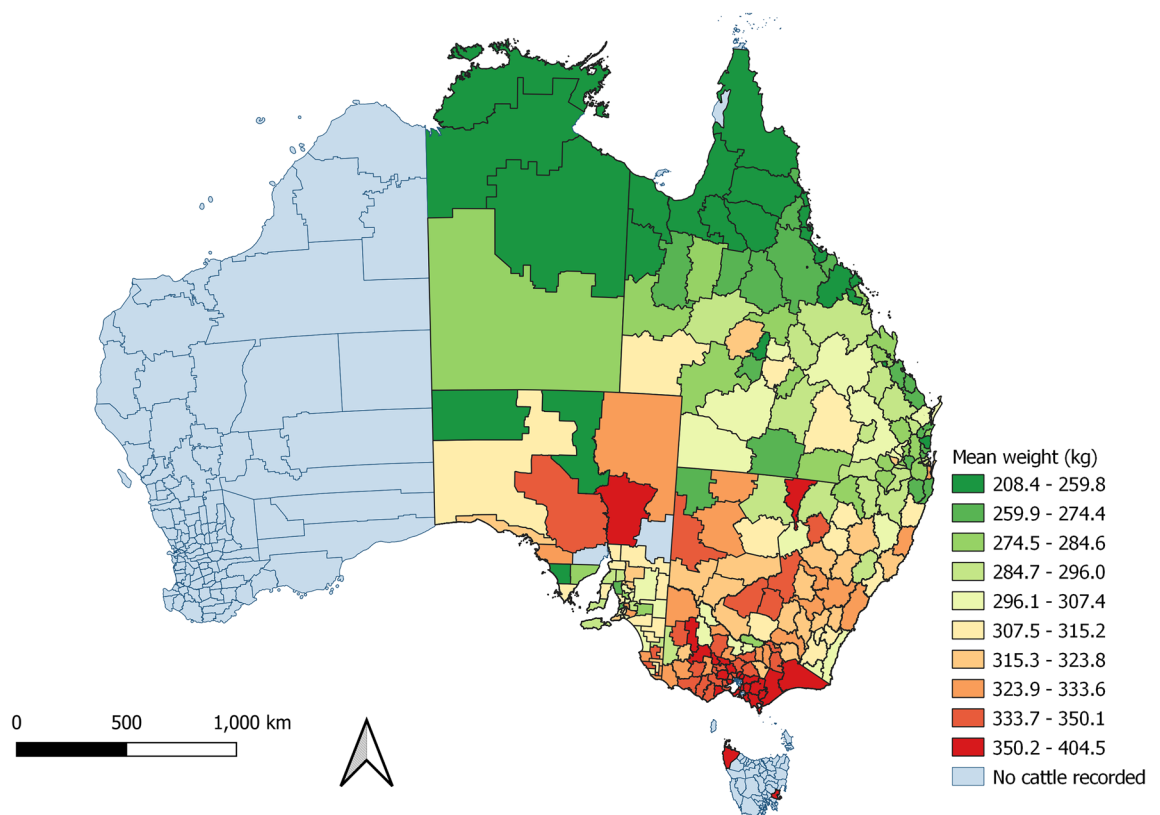 Mean weight (kg)
208.4 - 259.8
259.9 - 274.4
274.5 - 284.6
284.7 - 296.0
296.1 - 307.4
307.5 - 315.2
315.3 - 323.8
323.9 - 333.6
333.7 - 350.1
350.2 - 404.5
No cattle recorded
0 500 1,000 km